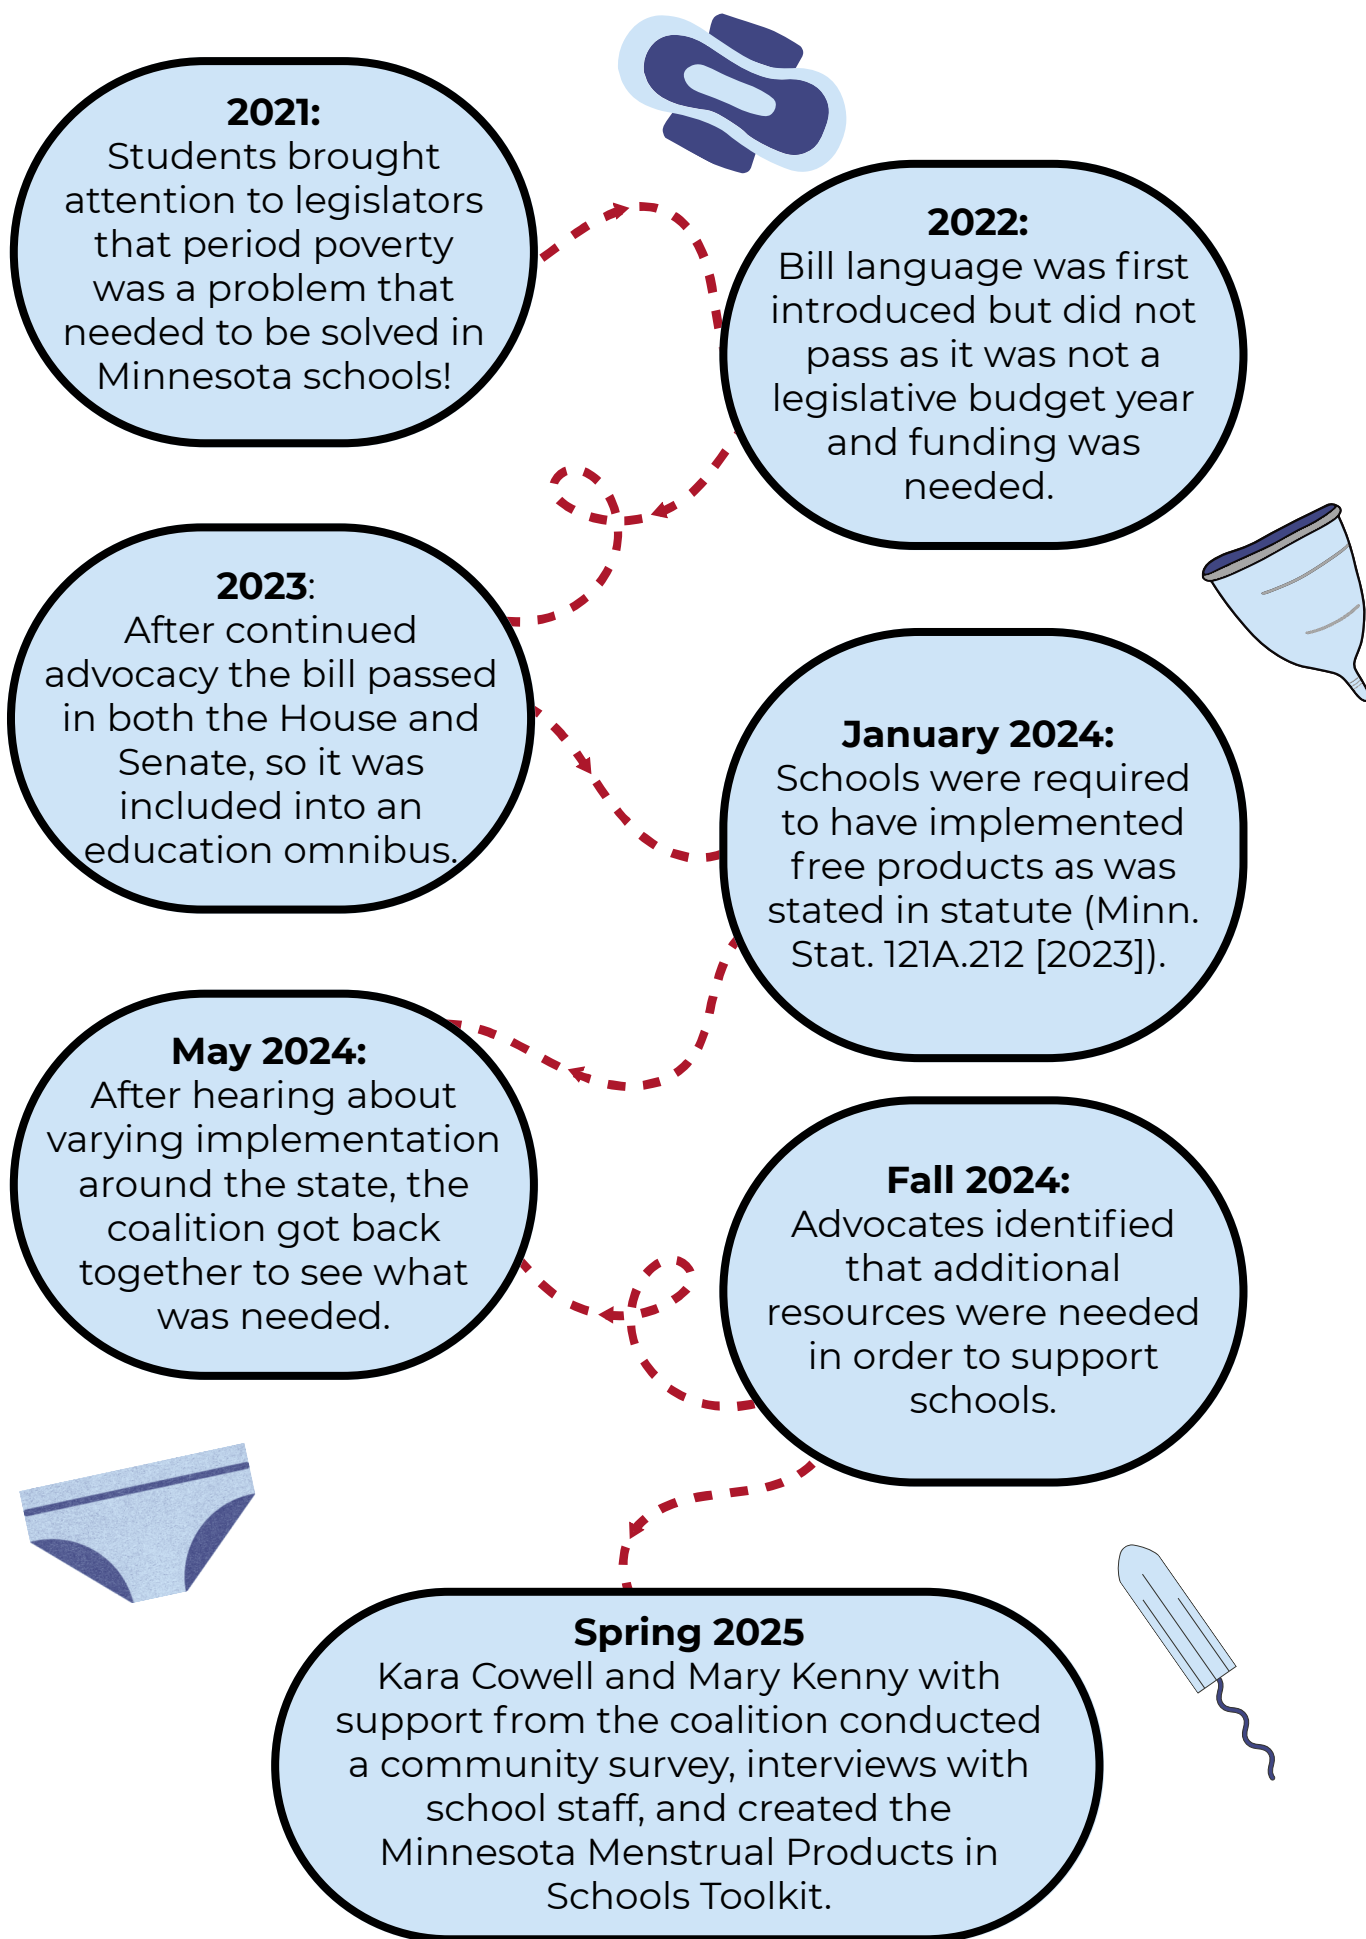 2021:
Students brought
attention to legislators
that period poverty
was a problem that
needed to be solved in
Minnesota schools!
2022:
Bill language was first
introduced but did not
pass as it was not a
legislative budget year
and funding was
needed.
2023:
After continued
advocacy the bill passed
in both the House and
Senate, so it was
included into an
education omnibus.
January 2024:
Schools were required
to have implemented
free products as was
stated in statute (Minn.
Stat. 121A.212 [2023]).
May 2024:
After hearing about
varying implementation
around the state, the
coalition got back
together to see what
was needed.
Fall 2024:
Advocates identified
that additional
resources were needed
in order to support
schools.
Spring 2025
Kara Cowell and Mary Kenny with
support from the coalition conducted
a community survey, interviews with
school staff, and created the
Minnesota Menstrual Products in
Schools Toolkit.